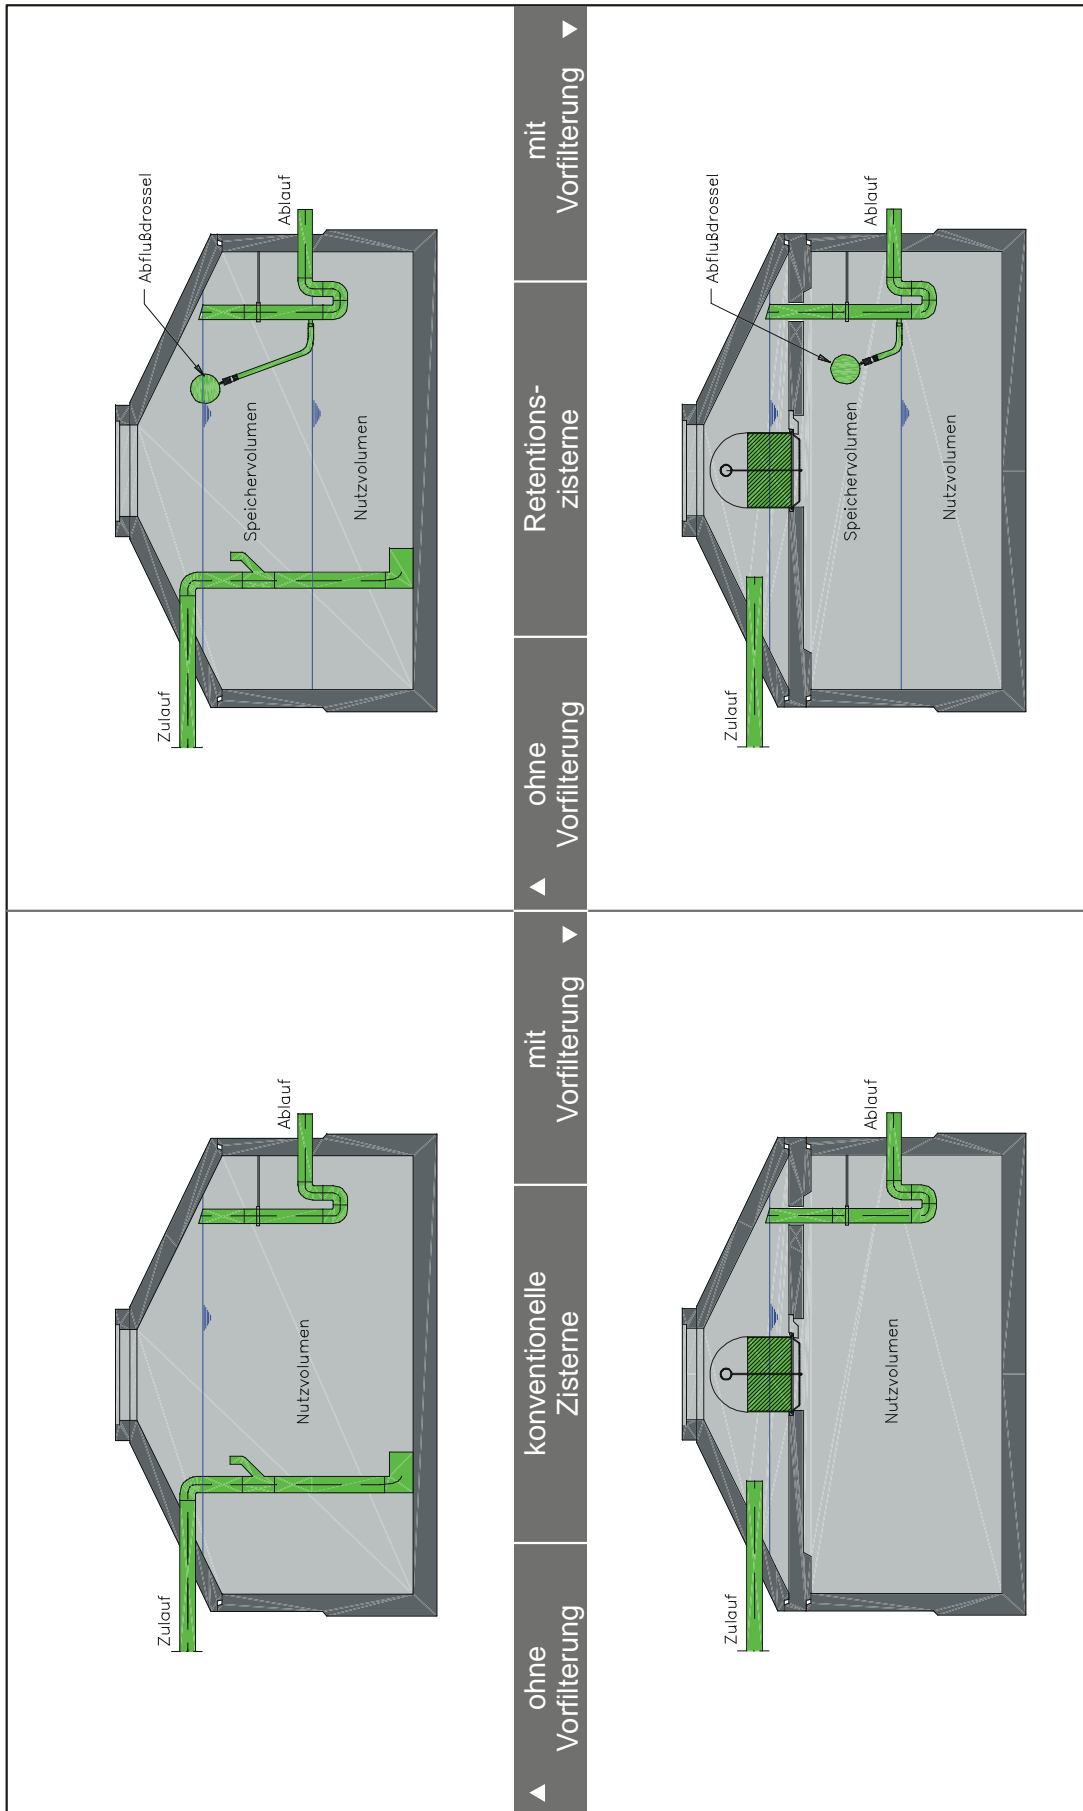 Zulauf
Nutzvolumen
Ablauf
Zulauf
Abflußdrossel
Speichervolumen
Ablauf
Nutzvolumen
ohne
Vorfilterung
konventionelle
Zisterne
mit
Vorfilterung
ohne
Vorfilterung
Retentions-
zisterne
mit
Vorfilterung
Zulauf
Ablauf
Nutzvolumen
Abflußdrossel
Zulauf
Speichervolumen
Ablauf
Nutzvolumen